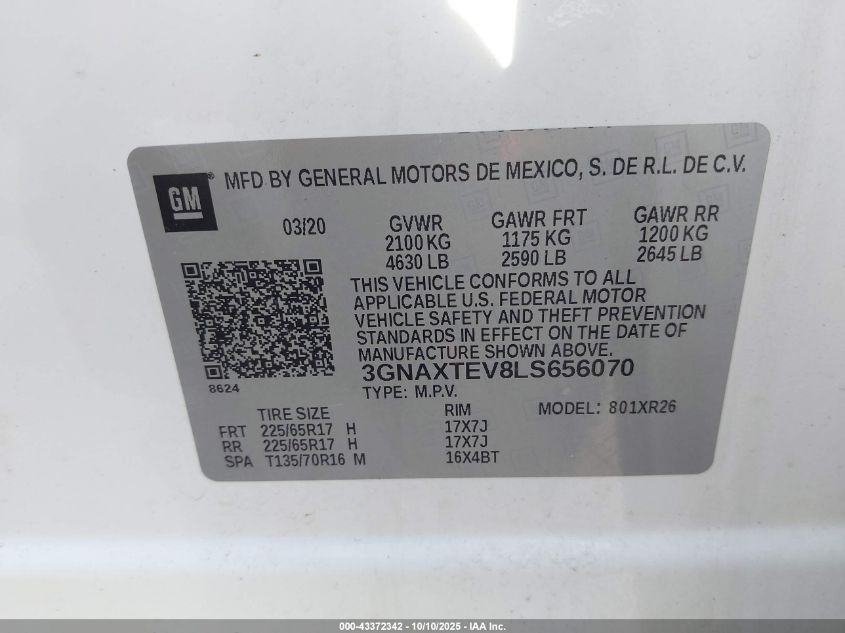 GM ® MFD BY GENERAL MOTORS DE MEXICO, S. DE R.L. DE C.V.
03/20 GVWR GAWR FRT GAWR RR
2100 KG 1175 KG 1200 KG
4630 LB 2590 LB 2645 LB
THIS VEHICLE CONFORMS TO ALL
APPLICABLE U.S. FEDERAL MOTOR
VEHICLE SAFETY AND THEFT PREVENTION
STANDARDS IN EFFECT ON THE DATE OF
MANUFACTURE SHOWN ABOVE.
8624 3GNAXTEV8LS656070
TYPE: M.P.V.
TIRE SIZE RIM MODEL: 801XR26
FRT 225/65R17 H 17X7J
RR 225/65R17 H 17X7J
SPA T135/70R16 M 16X4BT
000-43372342 - 10/10/2025 - IAA Inc.